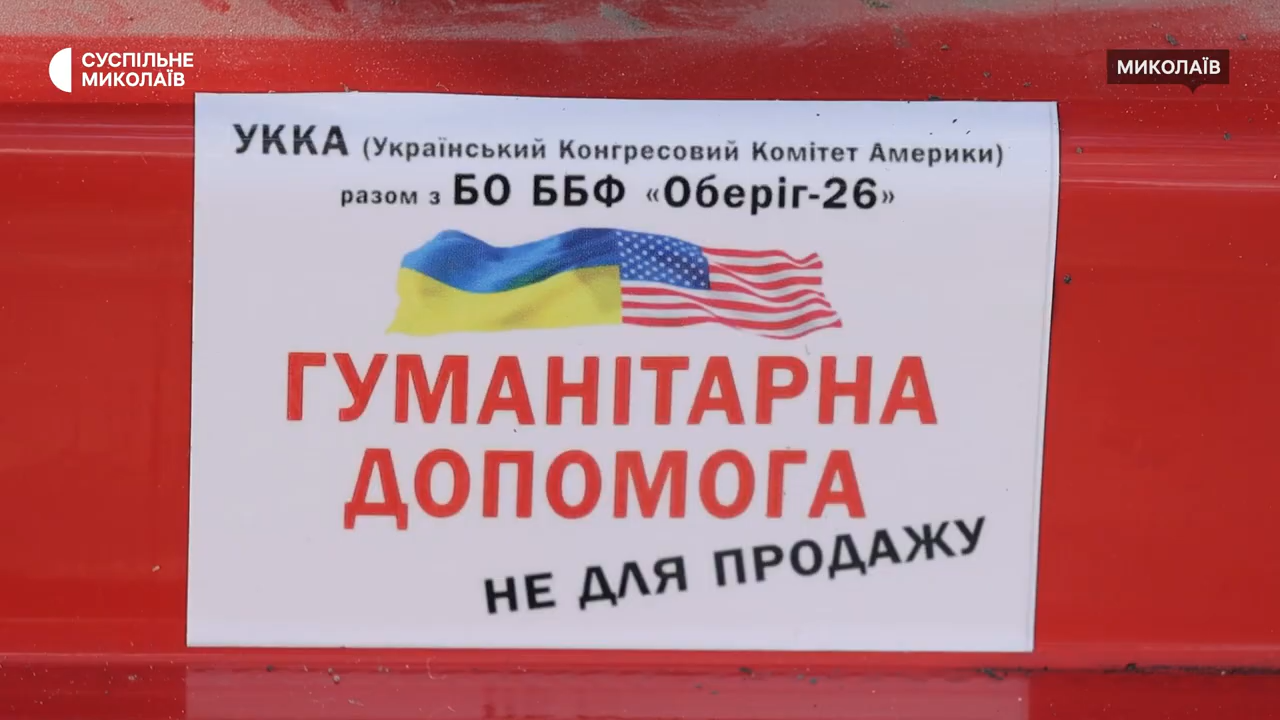 СУСПІЛЬНЕ
МИКОЛАЇВ
МИКОЛАЇВ
УККА (Український Конгресовий Комітет Америки)
разом з БО ББФ «Оберіг-26»
ГУМАНІТАРНА
ДОПОМОГА
НЕ ДЛЯ ПРОДАЖУ